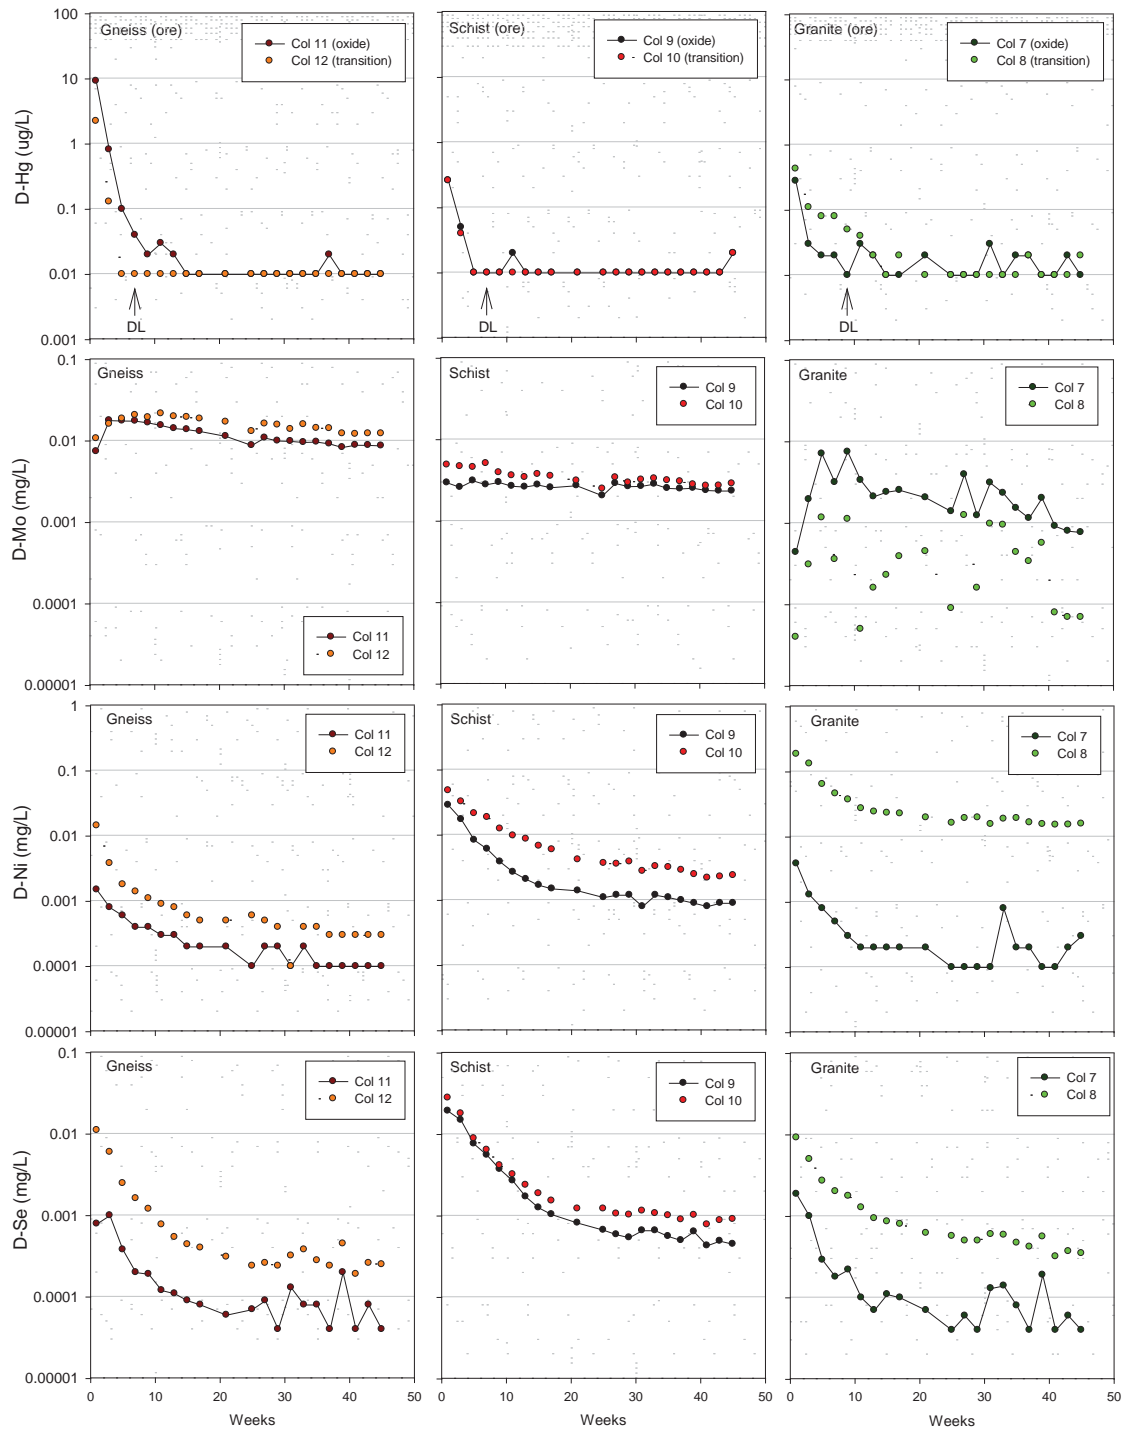 Gneiss (ore)
Col 11 (oxide)
Col 12 (transition)
Schist (ore)
Col 9 (oxide)
Col 10 (transition)
Granite (ore)
Col 7 (oxide)
Col 8 (transition)
D-Hg (ug/L)
100
10
1
0.1
0.01
0.001
DL
DL
DL
Gneiss
Col 11
Col 12
Schist
Col 9
Col 10
Granite
Col 7
Col 8
D-Mo (mg/L)
0.1
0.01
0.001
0.0001
0.00001
Gneiss
Col 11
Col 12
Schist
Col 9
Col 10
Granite
Col 7
Col 8
D-Ni (mg/L)
1
0.1
0.01
0.001
0.0001
0.00001
Gneiss
Col 11
Col 12
Schist
Col 9
Col 10
Granite
Col 7
Col 8
D-Se (mg/L)
0.1
0.01
0.001
0.0001
0.00001
0 10 20 30 40 50
0 10 20 30 40 50
0 10 20 30 40 50
Weeks
Weeks
Weeks